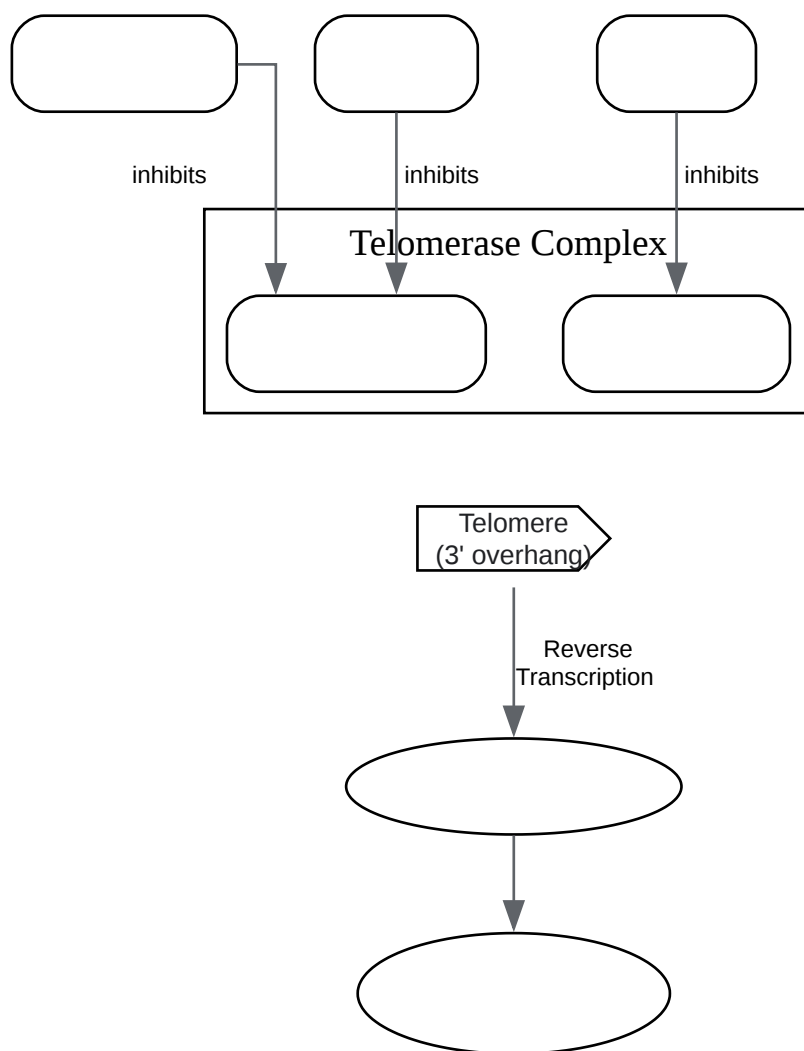 inhibits
inhibits
inhibits
Telomerase Complex
Telomere
(3' overhang)
Reverse
Transcription